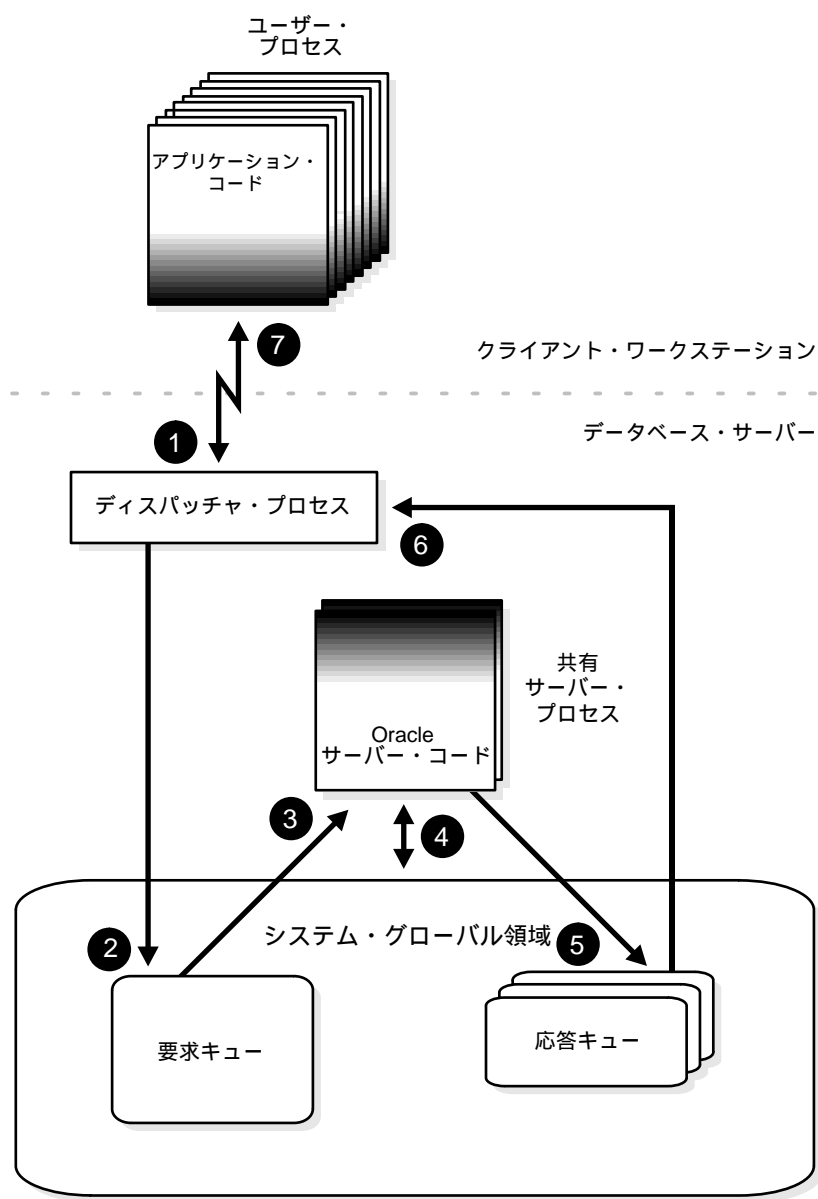 ユーザー・
プロセス
アプリケーション・
コード
7
クライアント・ワークステーション
データベース・サーバー
1
ディスパッチャ・プロセス
6
共有
サーバー・
プロセス
Oracle
サーバー・コード
3
4
2
システム・グローバル領域
5
要求キュー
応答キュー